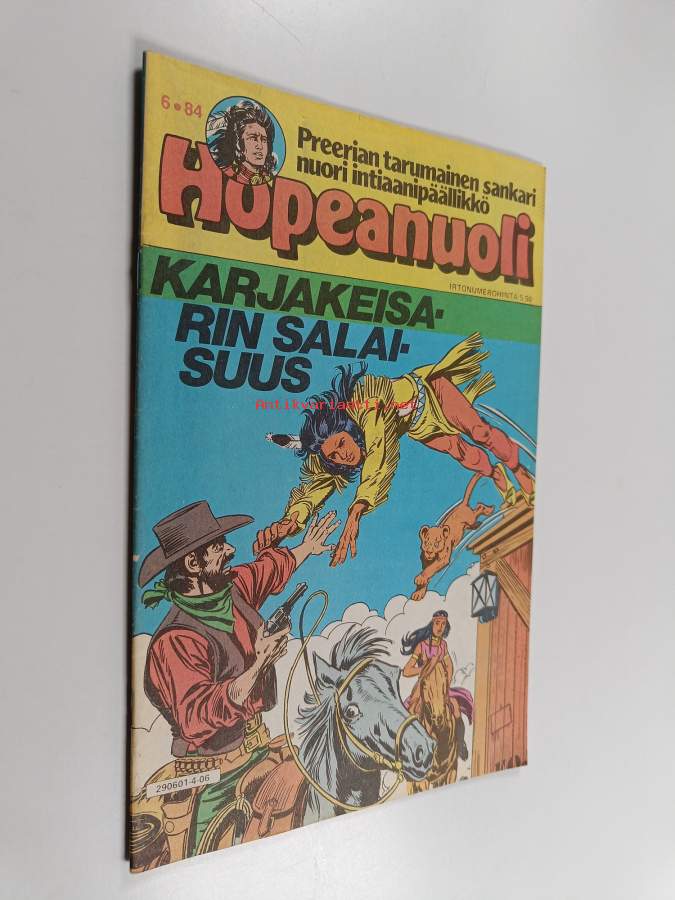 6•84
Preerian tarumainen sankari
nuori intiaanipäällikkö
Hopeanuoli
IRTONUMEROHINTA 5,50
KARJAKEISA-
RIN SALAI-
SUUS
Antikvariaatti.net
290601-4-06